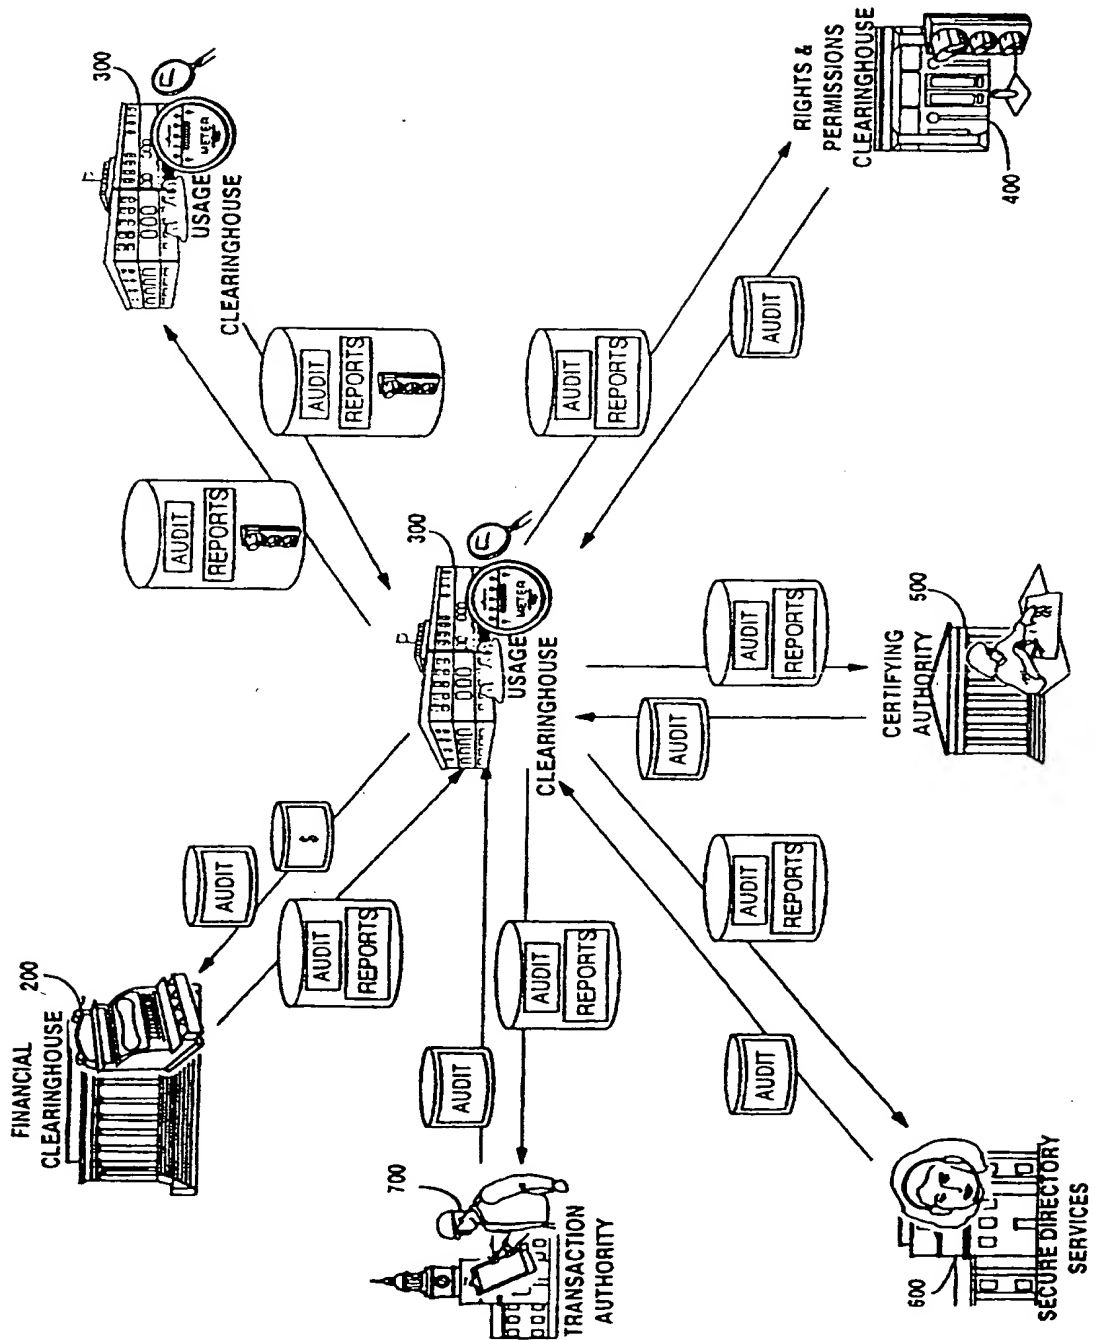 FINANCIAL
CLEARINGHOUSE
200
AUDIT
$
AUDIT
REPORTS
AUDIT
REPORTS
AUDIT
REPORTS
300
METER
USAGE
CLEARINGHOUSE
TRANSACTION
AUTHORITY
700
AUDIT
AUDIT
REPORTS
300
METER
USAGE
CLEARINGHOUSE
AUDIT
REPORTS
AUDIT
RIGHTS &
PERMISSIONS
CLEARINGHOUSE
400
AUDIT
AUDIT
REPORTS
AUDIT
AUDIT
REPORTS
SECURE DIRECTORY
SERVICES
600
CERTIFYING
AUTHORITY
500